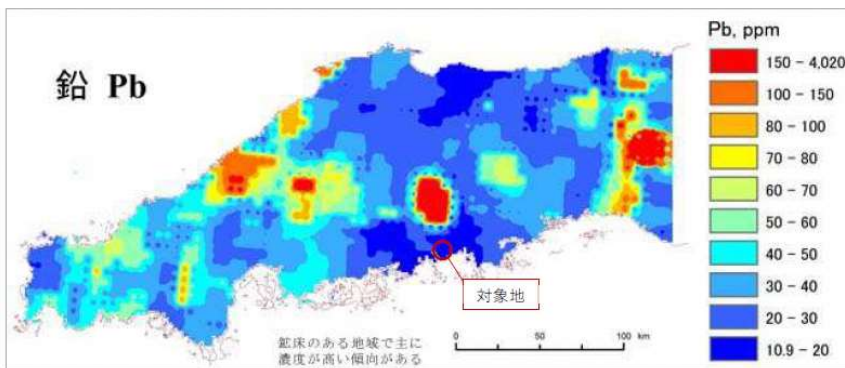 鉛 Pb
対象地
鉱床のある地域で主に
濃度が高い傾向がある
0 50 100 km
Pb, ppm
150 - 4,020
100 - 150
80 - 100
70 - 80
60 - 70
50 - 60
40 - 50
30 - 40
20 - 30
10.9 - 20